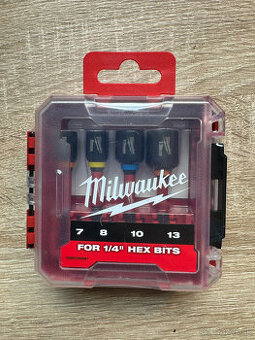 Milwaukee
7 8 10 13
FOR 1/4" HEX BITS